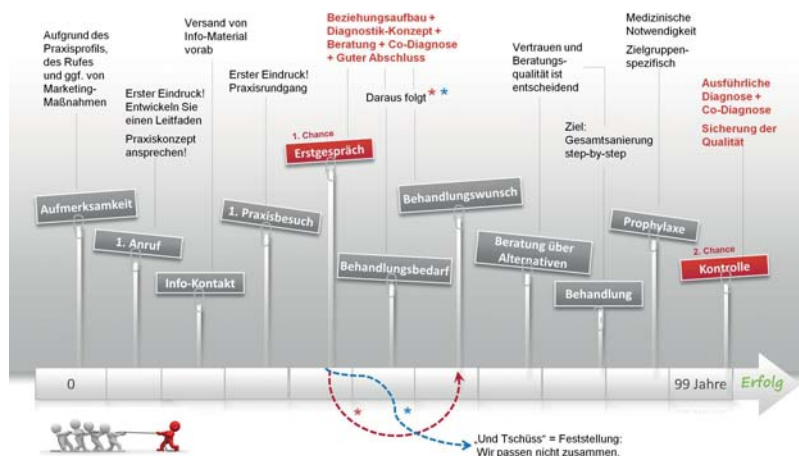 Aufgrund des
Praxisprofils,
des Rufes
und ggf. von
Marketing-
Maßnahmen
Erster Eindruck!
Entwickeln Sie
einen Leitfaden
Praxiskonzept
ansprechen!
Versand von
Info-Material
vorab
Erster Eindruck!
Praxisrundgang
Beziehungsaufbau +
Diagnostik-Konzept +
Beratung + Co-Diagnose
+ Guter Abschluss
Daraus folgt * *
Vertrauen und
Beratungs-
qualität ist
entscheidend
Ziel:
Gesamtsanierung
step-by-step
Medizinische
Notwendigkeit
Zielgruppen-
spezifisch
Ausführliche
Diagnose +
Co-Diagnose
Sicherung der
Qualität
Aufmerksamkeit
1. Anruf
Info-Kontakt
1. Praxisbesuch
1. Chance
Erstgespräch
Behandlungsbedarf
Behandlungswunsch
Beratung über
Alternativen
Behandlung
Prophylaxe
2. Chance
Kontrolle
0
99 Jahre
Erfolg
* *
„Und Tschüss“ = Feststellung:
Wir passen nicht zusammen.